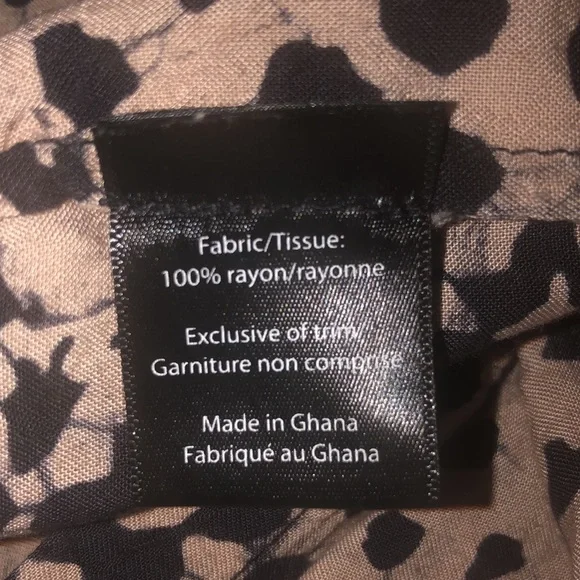 Fabric/Tissue:
100% rayon/rayonne
Exclusive of trim
Garniture non comprise
Made in Ghana
Fabriqué au Ghana